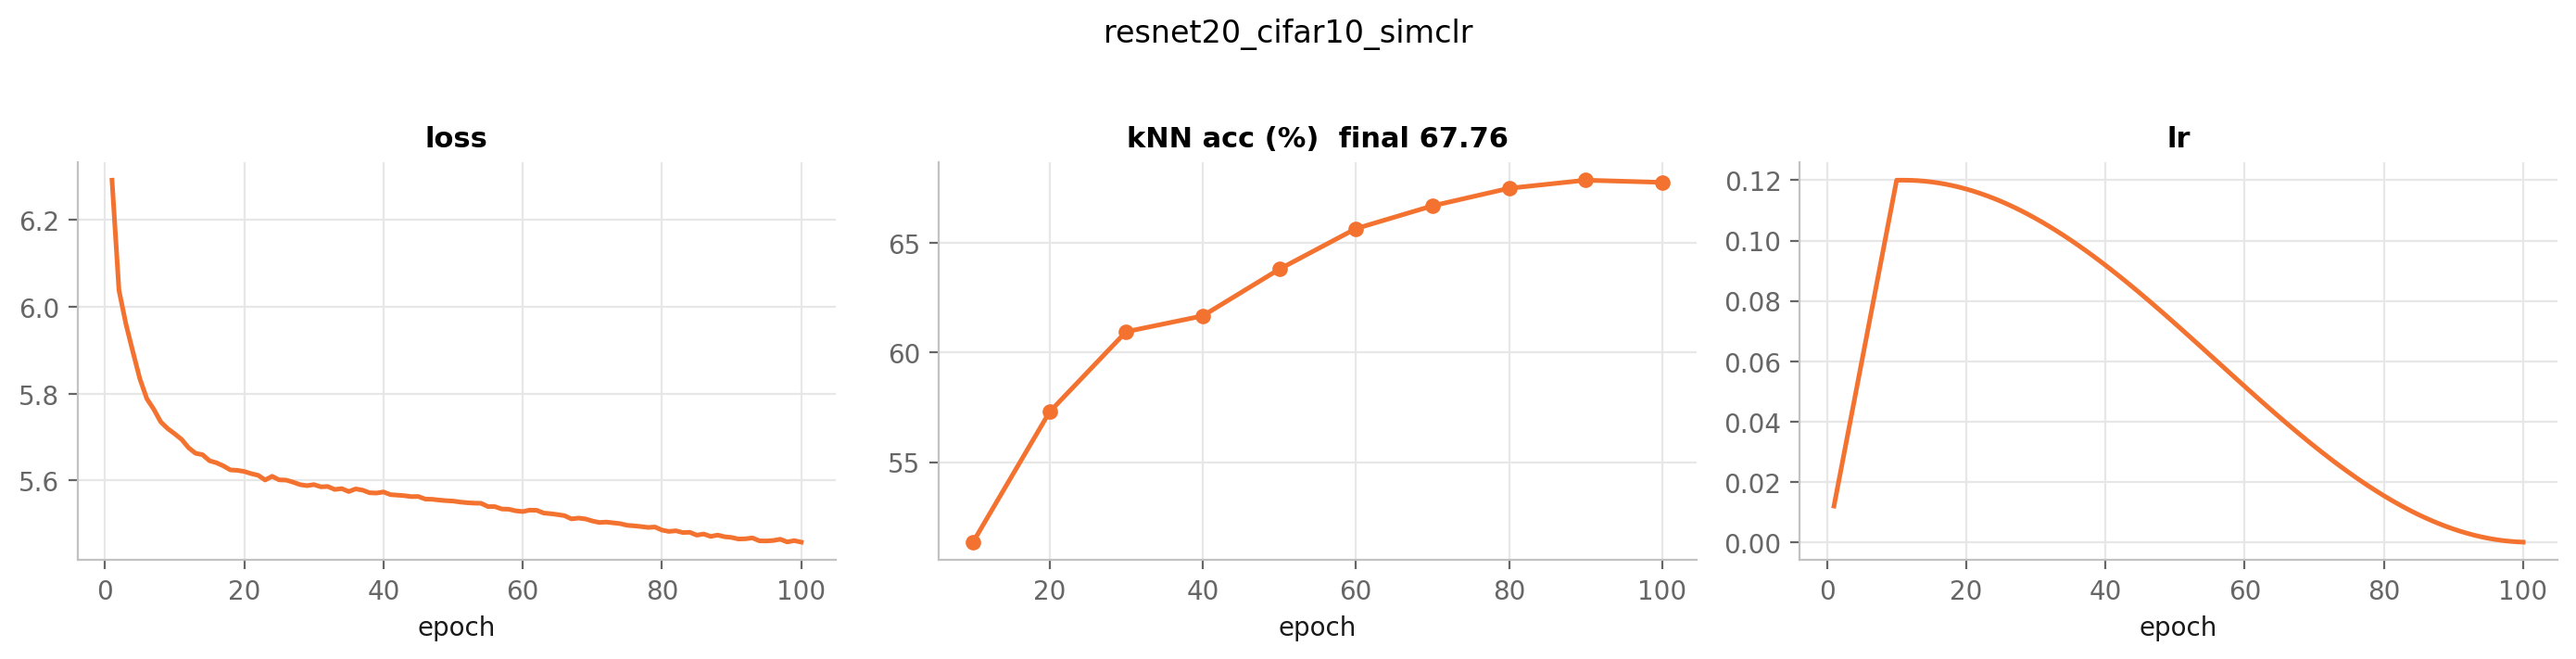 resnet20_cifar10_simclr
loss
6.2
6.0
5.8
5.6
0 20 40 60 80 100
epoch
kNN acc (%) final 67.76
65
60
55
20 40 60 80 100
epoch
lr
0.12
0.10
0.08
0.06
0.04
0.02
0.00
0 20 40 60 80 100
epoch